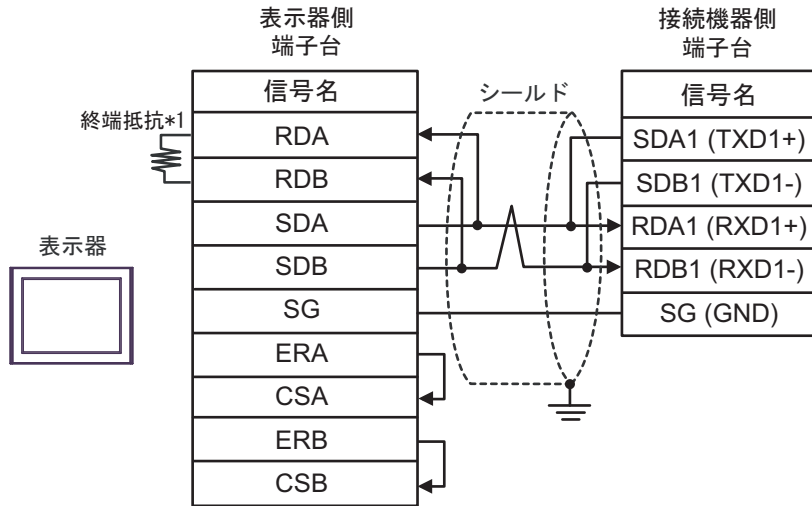 表示器側
端子台
接続機器側
端子台
信号名
RDA
RDB
SDA
SDB
SG
ERA
CSA
ERB
CSB
終端抵抗*1
表示器
シールド
信号名
SDA1 (TXD1+)
SDB1 (TXD1-)
RDA1 (RXD1+)
RDB1 (RXD1-)
SG (GND)